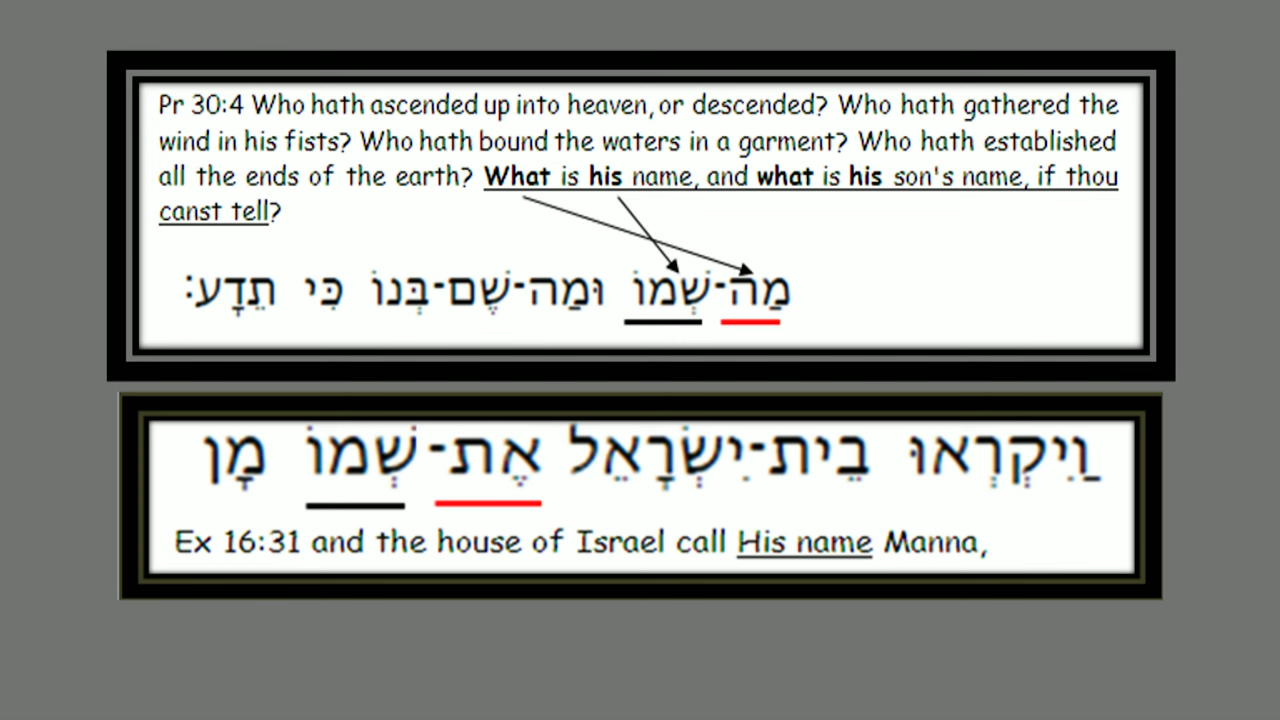 Pr 30:4 Who hath ascended up into heaven, or descended? Who hath gathered the
wind in his fists? Who hath bound the waters in a garment? Who hath established
all the ends of the earth? What is his name, and what is his son's name, if thou
canst tell?
מַה-שְּׁמוֹ וּמַה-שֶּׁם-בְּנוֹ כִּי תֵדָע׃
וַיִּקְרְאוּ בֵית-יִשְׂרָאֵל אֶת-שְׁמוֹ מָן
Ex 16:31 and the house of Israel call His name Manna,